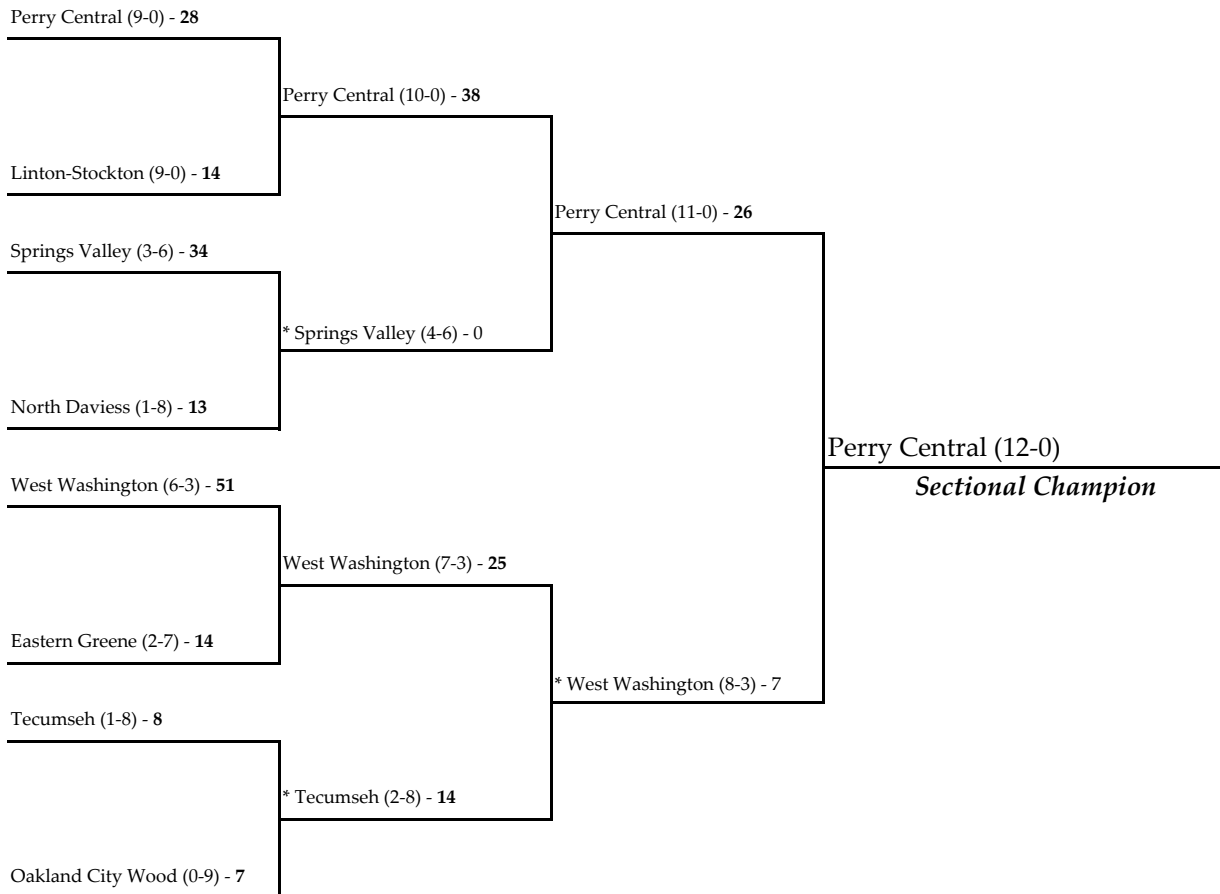 Perry Central (9-0) - 28
Perry Central (10-0) - 38
Linton-Stockton (9-0) - 14
Perry Central (11-0) - 26
Springs Valley (3-6) - 34
* Springs Valley (4-6) - 0
North Daviess (1-8) - 13
Perry Central (12-0)
Sectional Champion
West Washington (6-3) - 51
West Washington (7-3) - 25
Eastern Greene (2-7) - 14
* West Washington (8-3) - 7
Tecumseh (1-8) - 8
* Tecumseh (2-8) - 14
Oakland City Wood (0-9) - 7